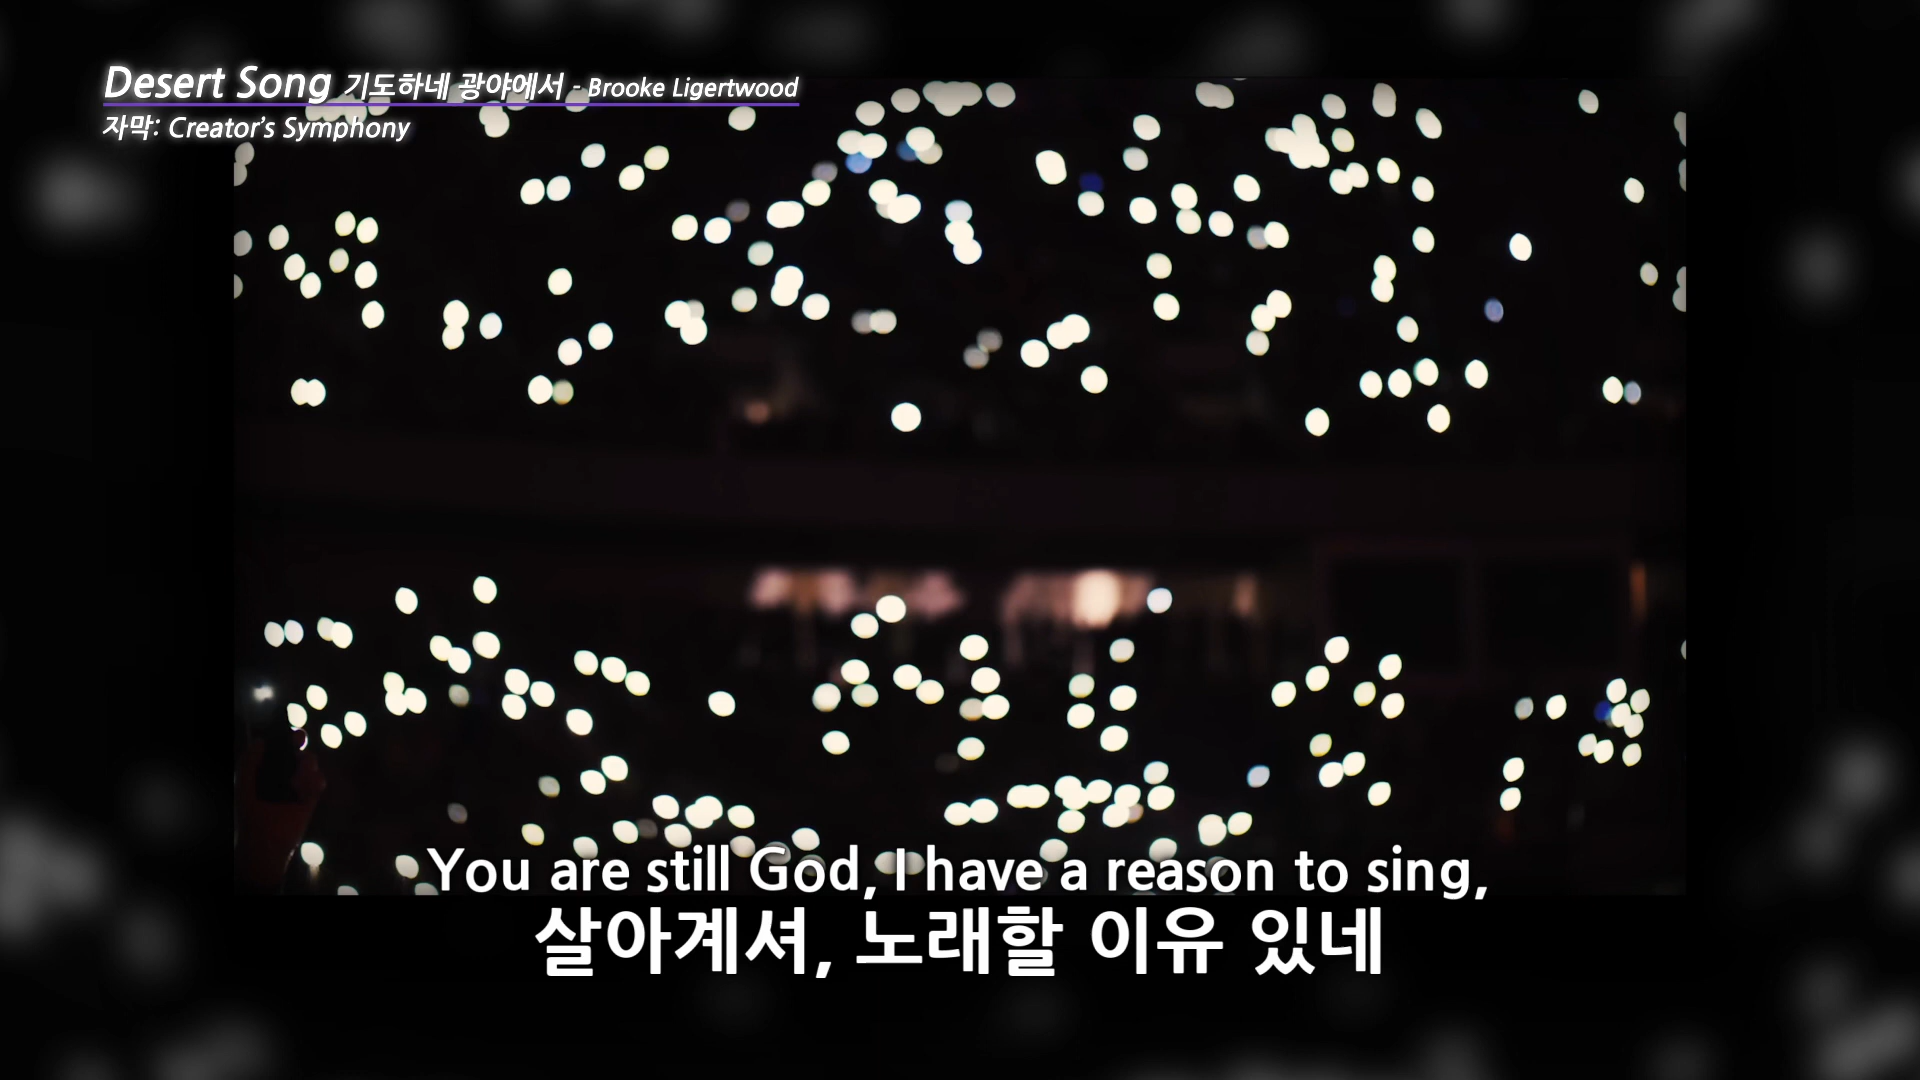 Desert Song 기도하네 광야에서 - Brooke Ligertwood
자막: Creator's Symphony
You are still God, I have a reason to sing,
살아계셔, 노래할 이유 있네